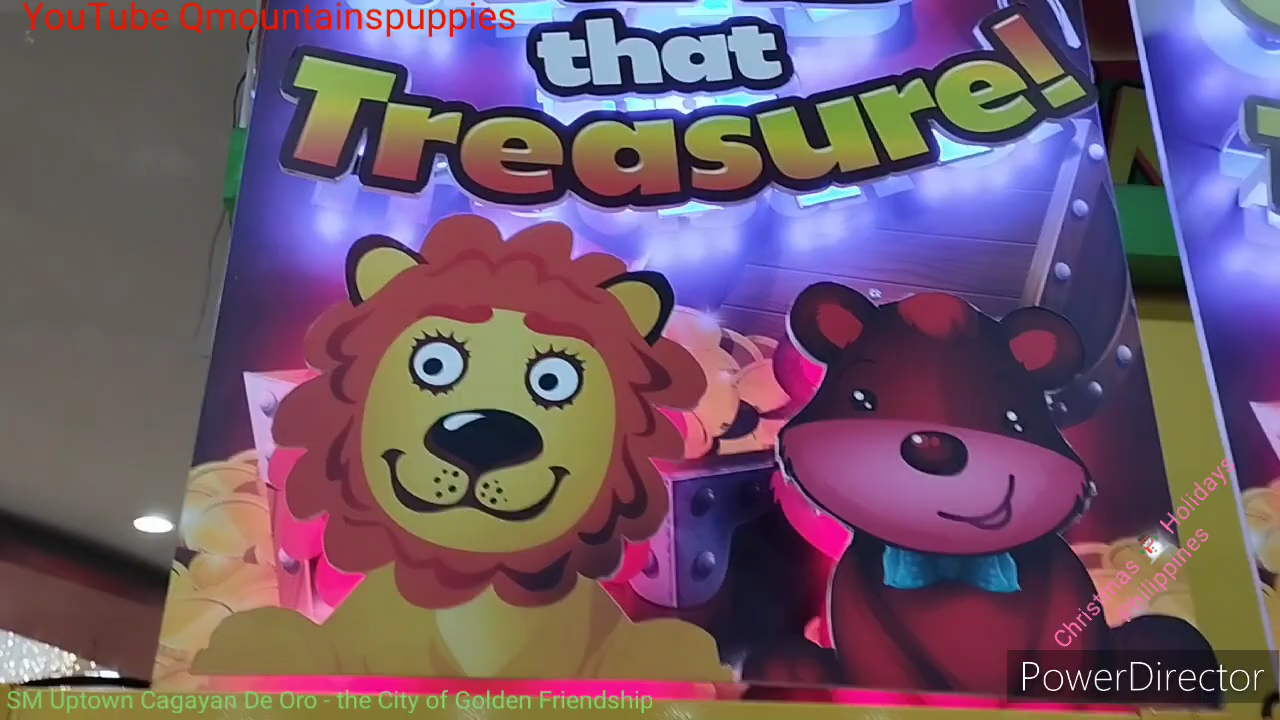 YouTube Qmountainspuppies
that
Treasure!
Christmas Holidays
Philippines
PowerDirector
SM Uptown Cagayan De Oro - the City of Golden Friendship